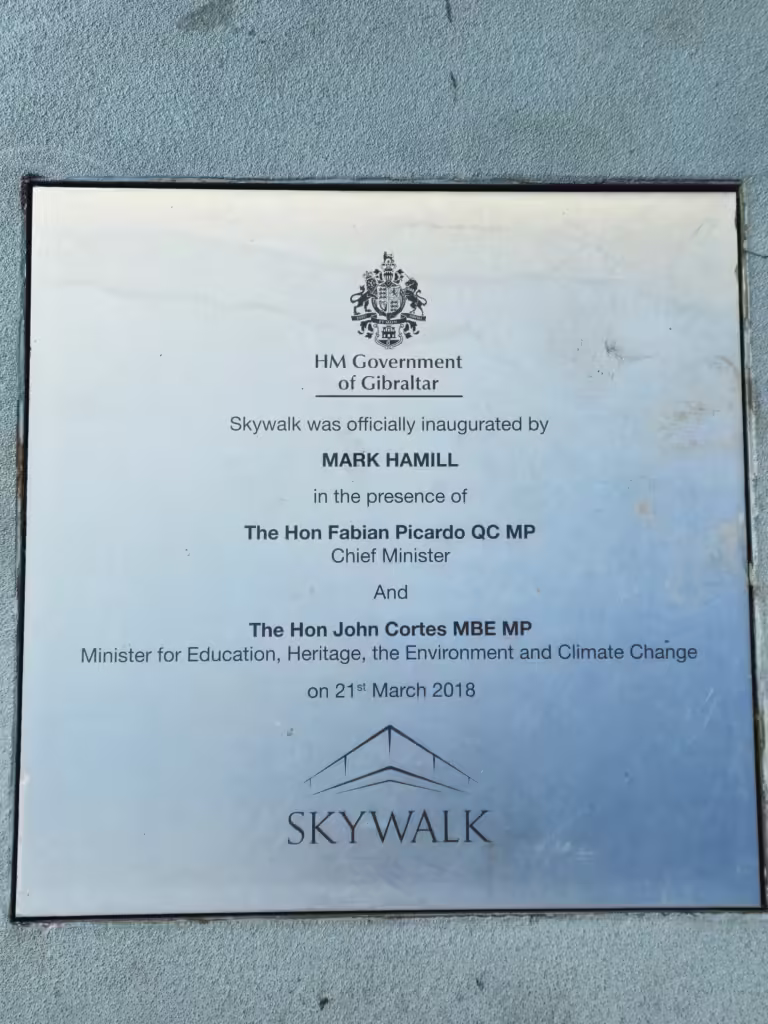 HM Government
of Gibraltar
Skywalk was officially inaugurated by
MARK HAMILL
in the presence of
The Hon Fabian Picardo QC MP
Chief Minister
And
The Hon John Cortes MBE MP
Minister for Education, Heritage, the Environment and Climate Change
on 21st March 2018
SKYWALK